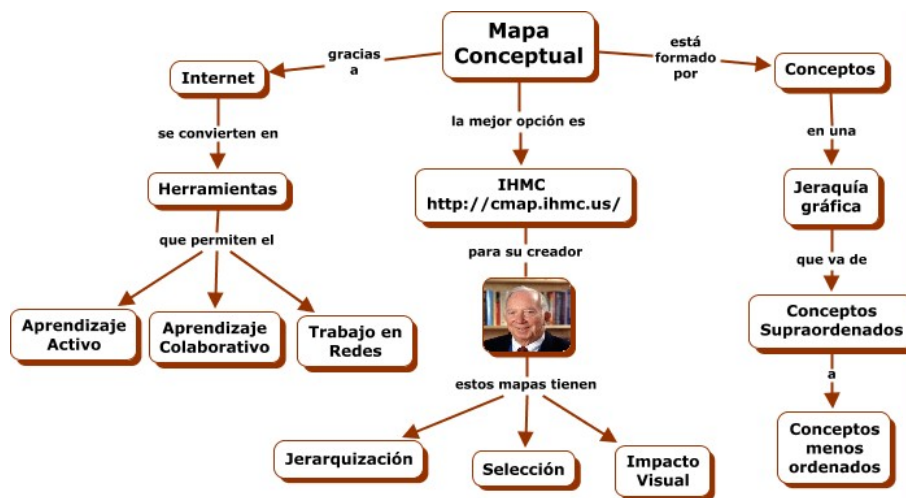 Mapa
Conceptual
gracias
a
está
formado
por
Internet
Conceptos
la mejor opción es
se convierten en
en una
Herramientas
IHMC
http://cmap.ihmc.us/
Jeraquía
gráfica
que permiten el
para su creador
que va de
Aprendizaje
Activo
Aprendizaje
Colaborativo
Trabajo en
Redes
Conceptos
Supraordenados
estos mapas tienen
a
Jerarquización
Selección
Impacto
Visual
Conceptos
menos
ordenados